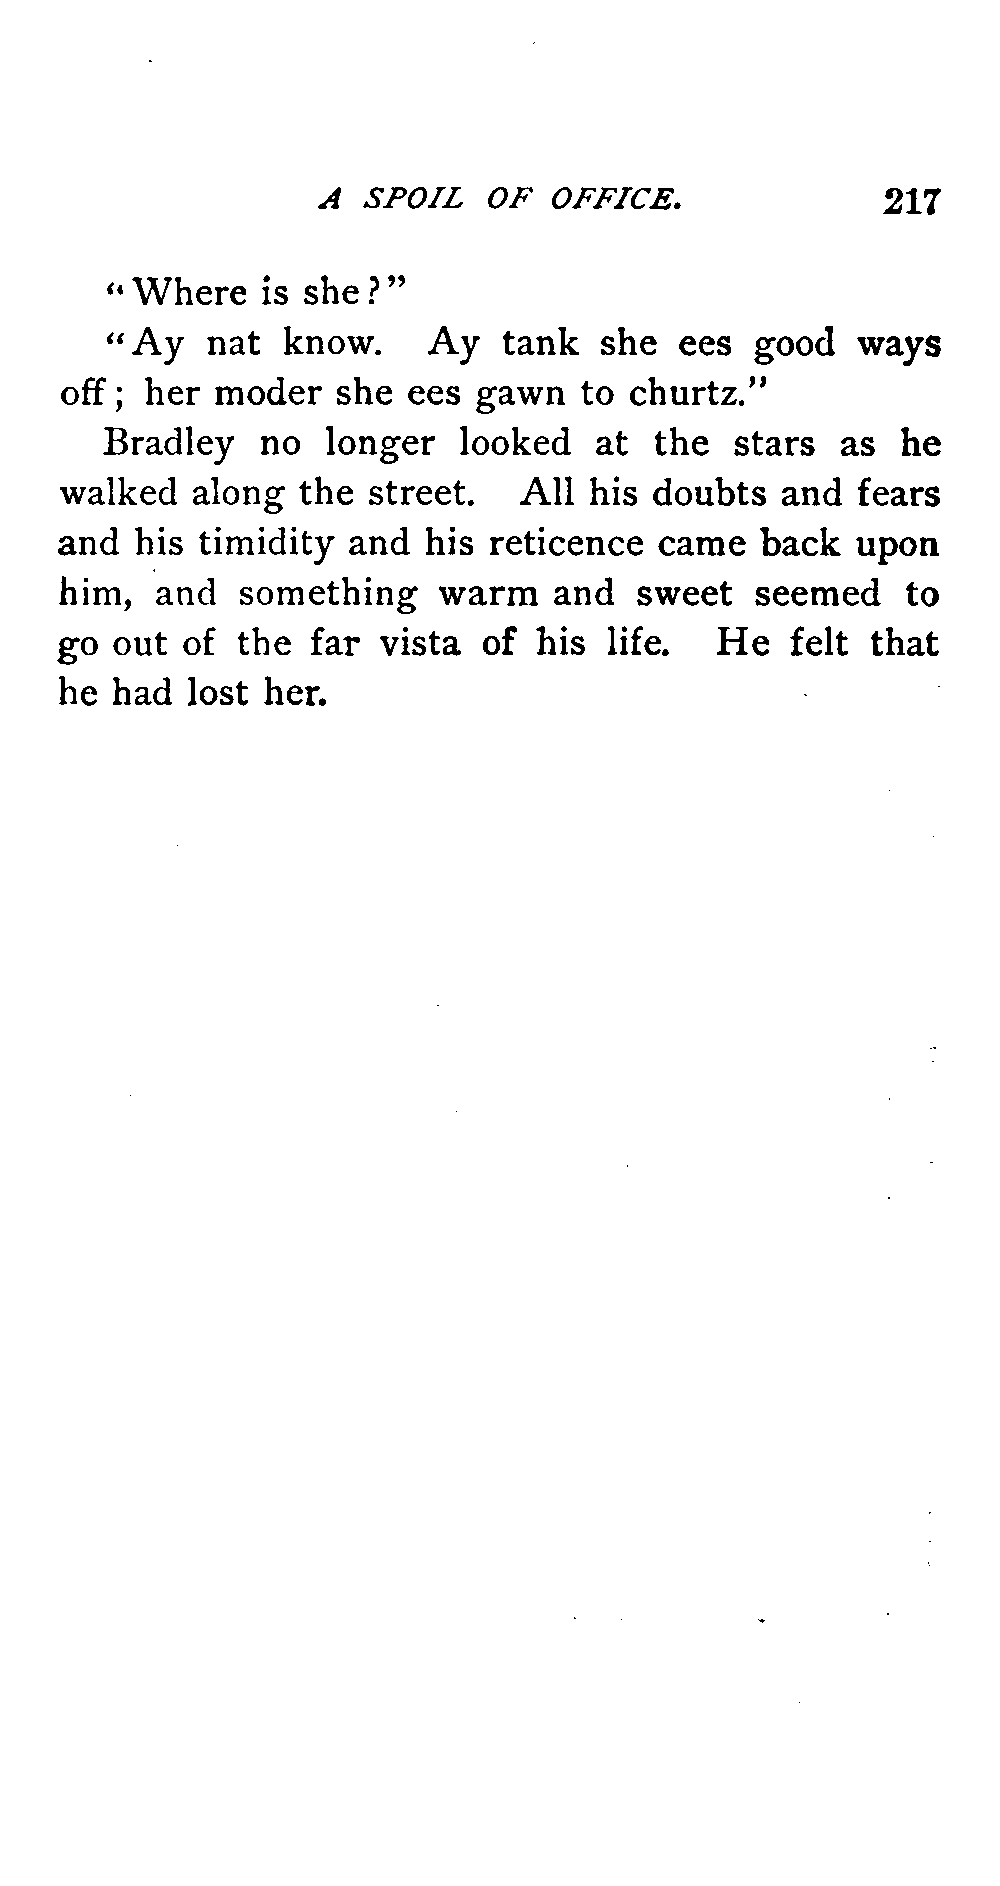 A SPOIL OF OFFICE. 217
"Where is she?"
"Ay nat know. Ay tank she ees good ways
off; her moder she ees gawn to churtz."
Bradley no longer looked at the stars as he
walked along the street. All his doubts and fears
and his timidity and his reticence came back upon
him, and something warm and sweet seemed to
go out of the far vista of his life. He felt that
he had lost her.